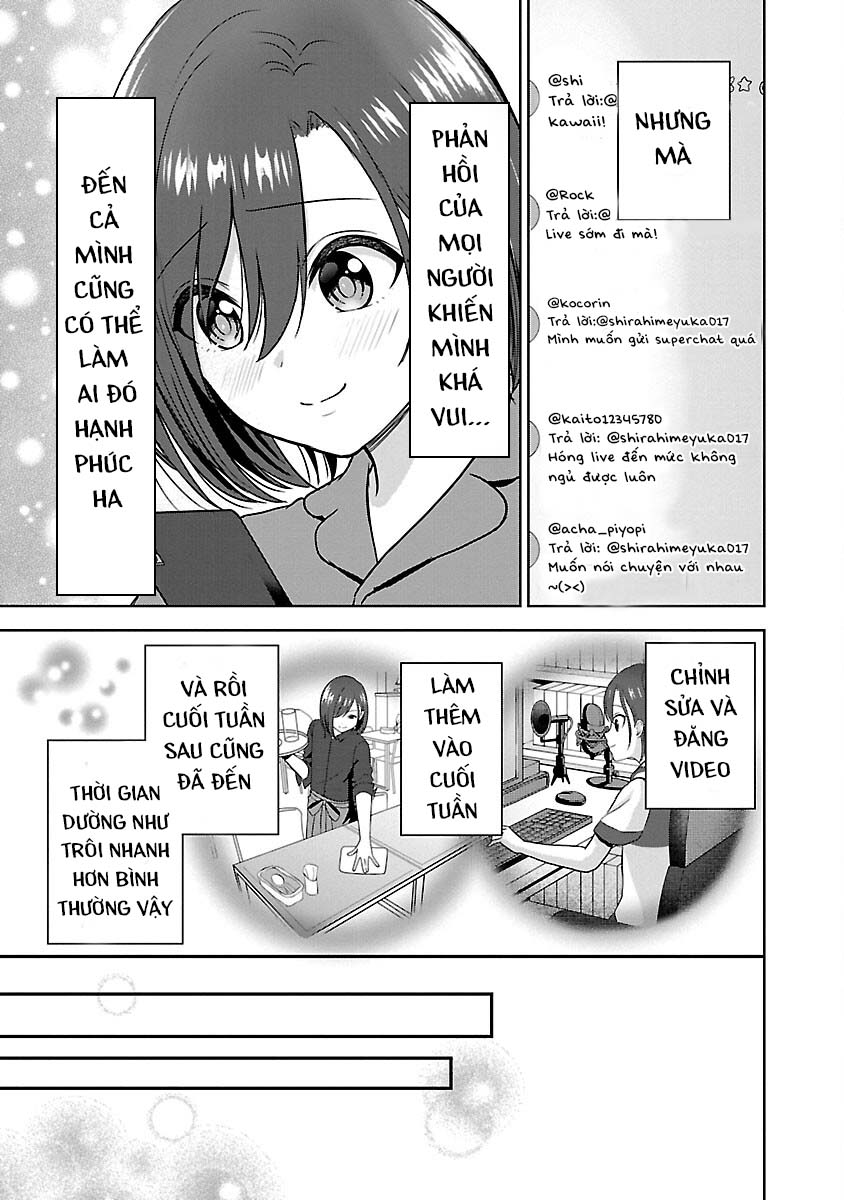 NHƯNG
MÀ
@shi
Trả lời:@
kawaii!
@Rock
Trả lời:@
Live sớm đi mà!
@kocorin
Trả lời:@shirahimeyuka017
Mình muốn gửi superchat quá
@kaito12345780
Trả lời: @shirahimeyuka017
Hóng live đến mức không
ngủ được luôn
@acha_piyopi
Trả lời: @shirahimeyuka017
Muốn nói chuyện với nhau
~(><)
PHẢN
HỒI
CỦA
MỌI
NGƯỜI
KHIẾN
MÌNH
KHÁ
VUI...
ĐẾN
CẢ
MÌNH
CŨNG
CÓ THỂ
LÀM
AI ĐÓ
HẠNH
PHÚC
HA
CHỈNH
SỬA VÀ
ĐĂNG
VIDEO
LÀM
THÊM
VÀO
CUỐI
TUẦN
VÀ RỒI
CUỐI TUẦN
SAU CŨNG
ĐÃ ĐẾN
THỜI GIAN
DƯỜNG NHƯ
TRÔI NHANH
HƠN BÌNH
THƯỜNG VẬY